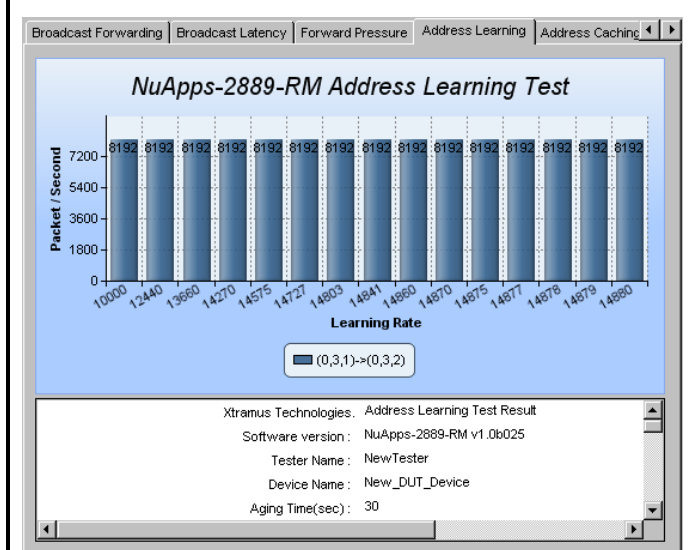 Broadcast Forwarding Broadcast Latency Forward Pressure Address Learning Address Caching
NuApps-2889-RM Address Learning Test
Packet / Second
7200
5400
3600
1800
0
8192 8192 8192 8192 8192 8192 8192 8192 8192 8192 8192 8192 8192 8192 8192
10000 12440 13660 14270 14575 14727 14803 14841 14860 14870 14875 14877 14878 14879 14880
Learning Rate
(0,3,1)->(0,3,2)
Xtramus Technologies. Address Learning Test Result
Software version : NuApps-2889-RM v1.0b025
Tester Name : NewTester
Device Name : New_DUT_Device
Aging Time(sec) : 30